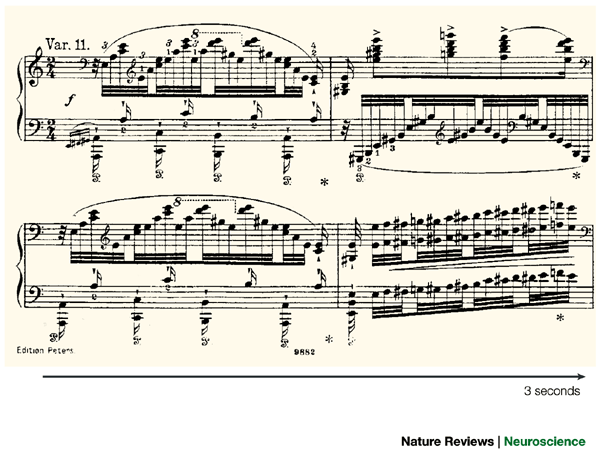 Var. 11.
f
Edition Peters
9882
3 seconds
Nature Reviews | Neuroscience